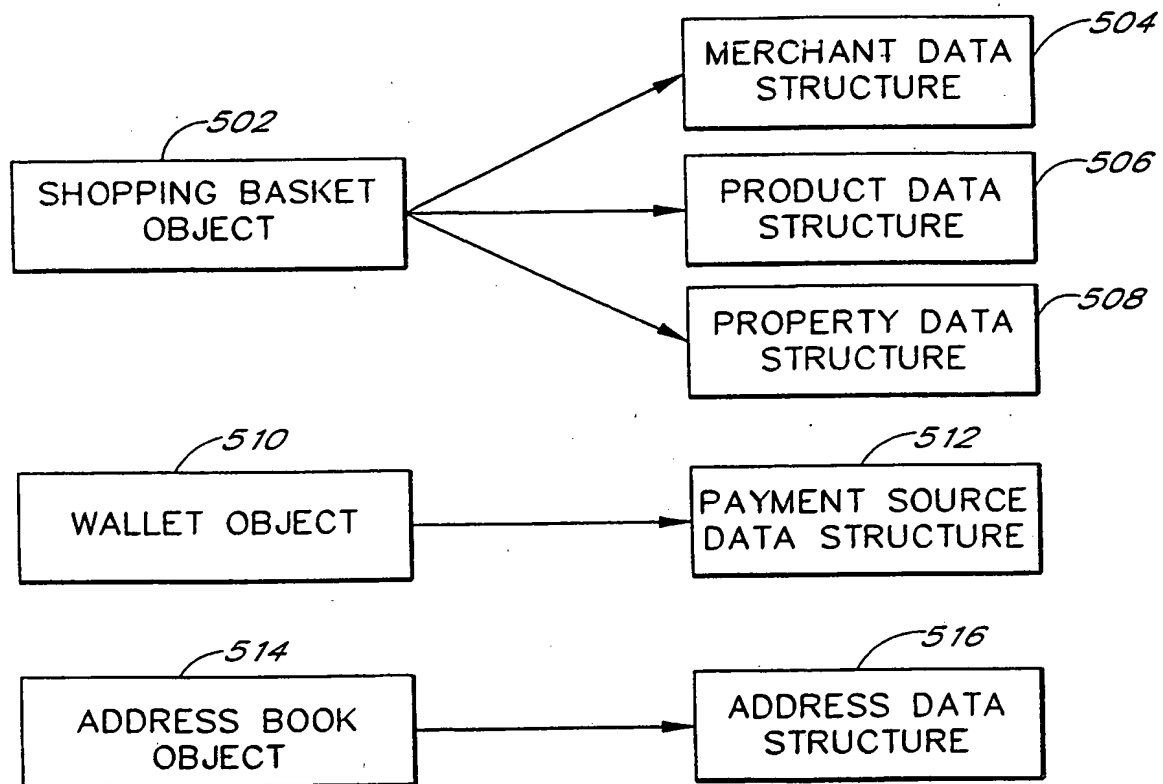 502
SHOPPING BASKET
OBJECT
MERCHANT DATA
STRUCTURE
504
PRODUCT DATA
STRUCTURE
506
PROPERTY DATA
STRUCTURE
508
510
WALLET OBJECT
512
PAYMENT SOURCE
DATA STRUCTURE
514
ADDRESS BOOK
OBJECT
516
ADDRESS DATA
STRUCTURE